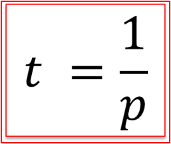 t = 1/p